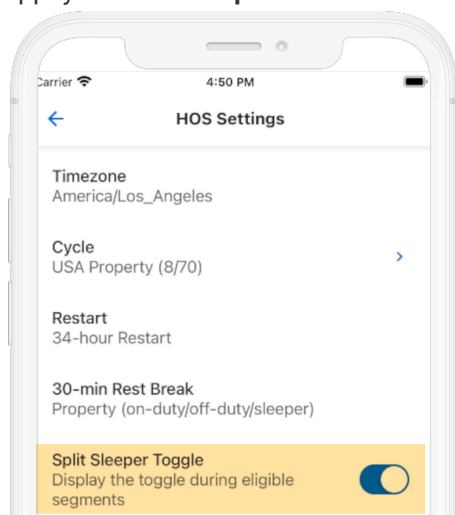 Carrier 4:50 PM
HOS Settings
Timezone
America/Los_Angeles
Cycle
USA Property (8/70)
Restart
34-hour Restart
30-min Rest Break
Property (on-duty/off-duty/sleeper)
Split Sleeper Toggle
Display the toggle during eligible
segments